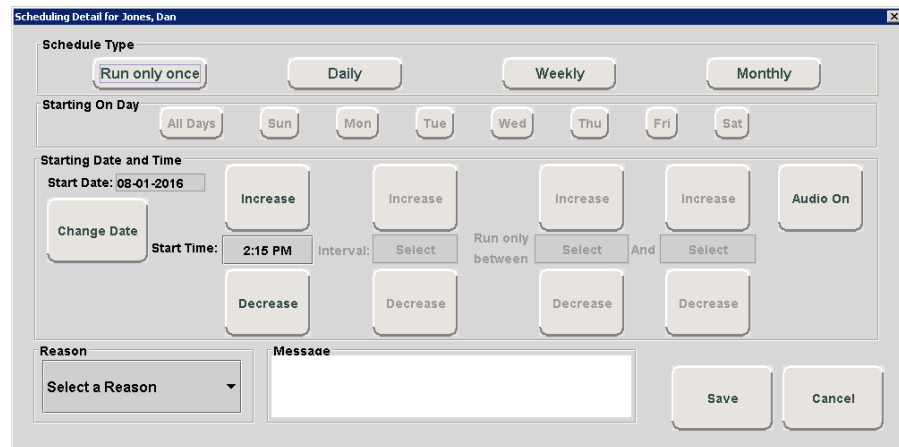 Scheduling Detail for Jones, Dan
Schedule Type
Run only once Daily Weekly Monthly
Starting On Day
All Days Sun Mon Tue Wed Thu Fri Sat
Starting Date and Time
Start Date: 08-01-2016
Increase Increase Increase Increase Audio On
Change Date
Start Time: 2:15 PM Interval: Select Run only between Select And Select
Decrease Decrease Decrease Decrease
Reason Message
Select a Reason
Save Cancel